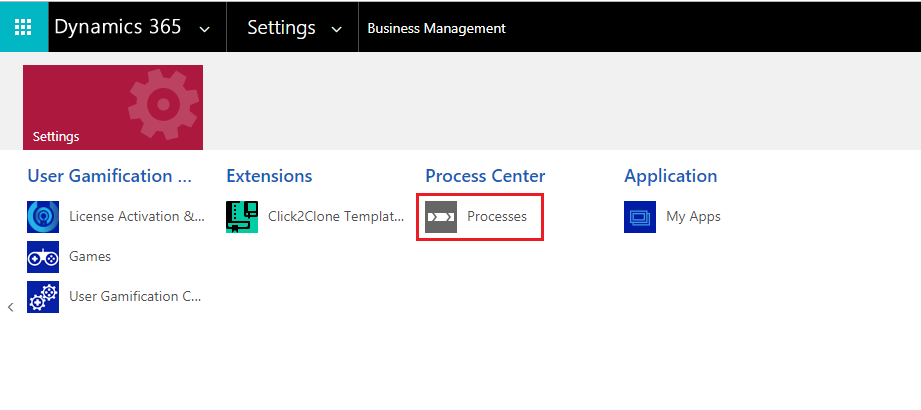 Dynamics 365
Settings
Business Management
Settings
User Gamification ...
Extensions
Process Center
Application
License Activation &...
Click2Clone Templat...
Processes
My Apps
Games
User Gamification C...